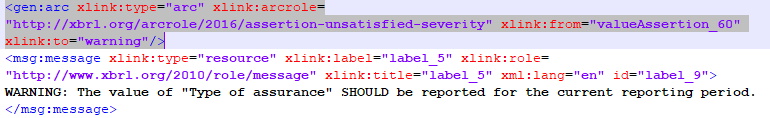 <gen:arc xlink:type="arc" xlink:arcrole=
"http://xbrl.org/arcrole/2016/assertion-unsatisfied-severity" xlink:from="valueAssertion_60"
xlink:to="warning"/>
<msg:message xlink:type="resource" xlink:label="label_5" xlink:role=
"http://www.xbrl.org/2010/role/message" xlink:title="label_5" xml:lang="en" id="label_9">
WARNING: The value of "Type of assurance" SHOULD be reported for the current reporting period.
</msg:message>